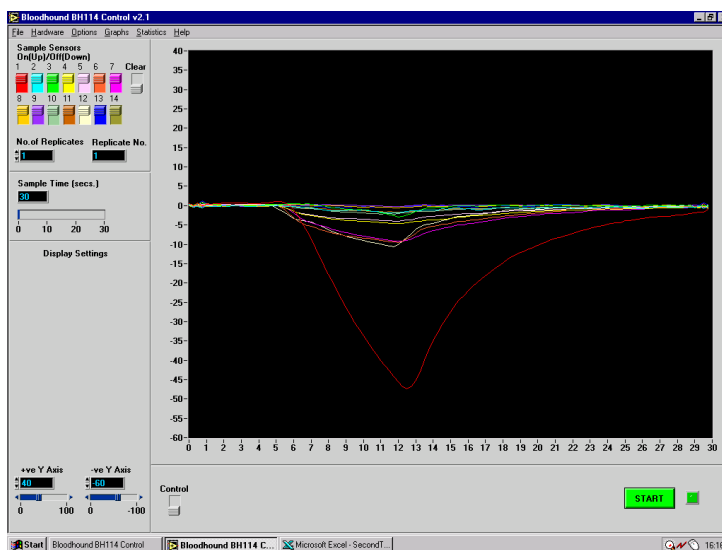 Bloodhound BH114 Control v2.1
File Hardware Options Graphs Statistics Help
Sample Sensors
On(Up)/Off(Down)
1 2 3 4 5 6 7 Clear
8 9 10 11 12 13 14
No.of Replicates Replicate No.
1 1
Sample Time (secs.)
30
0 10 20 30
Display Settings
+ve Y Axis -ve Y Axis
40 -60
0 100 0 -100
40
35
30
25
20
15
10
5
0
-5
-10
-15
-20
-25
-30
-35
-40
-45
-50
-55
-60
0 1 2 3 4 5 6 7 8 9 10 11 12 13 14 15 16 17 18 19 20 21 22 23 24 25 26 27 28 29 30
Control
START
Start Bloodhound BH114 Control Bloodhound BH114 C... Microsoft Excel - SecondT... 16:16